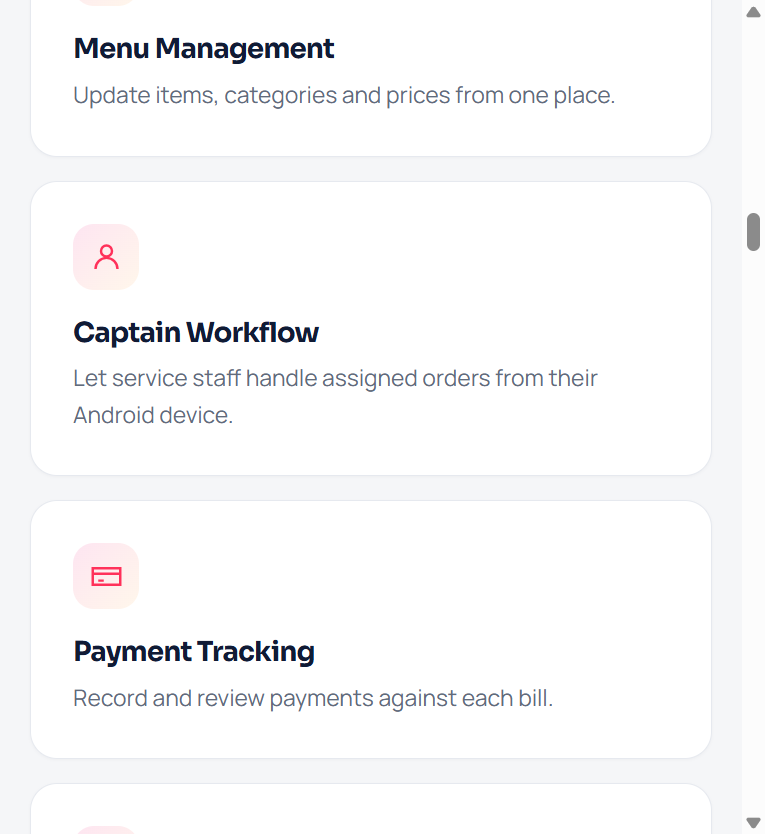 Menu Management
Update items, categories and prices from one place.
Captain Workflow
Let service staff handle assigned orders from their
Android device.
Payment Tracking
Record and review payments against each bill.